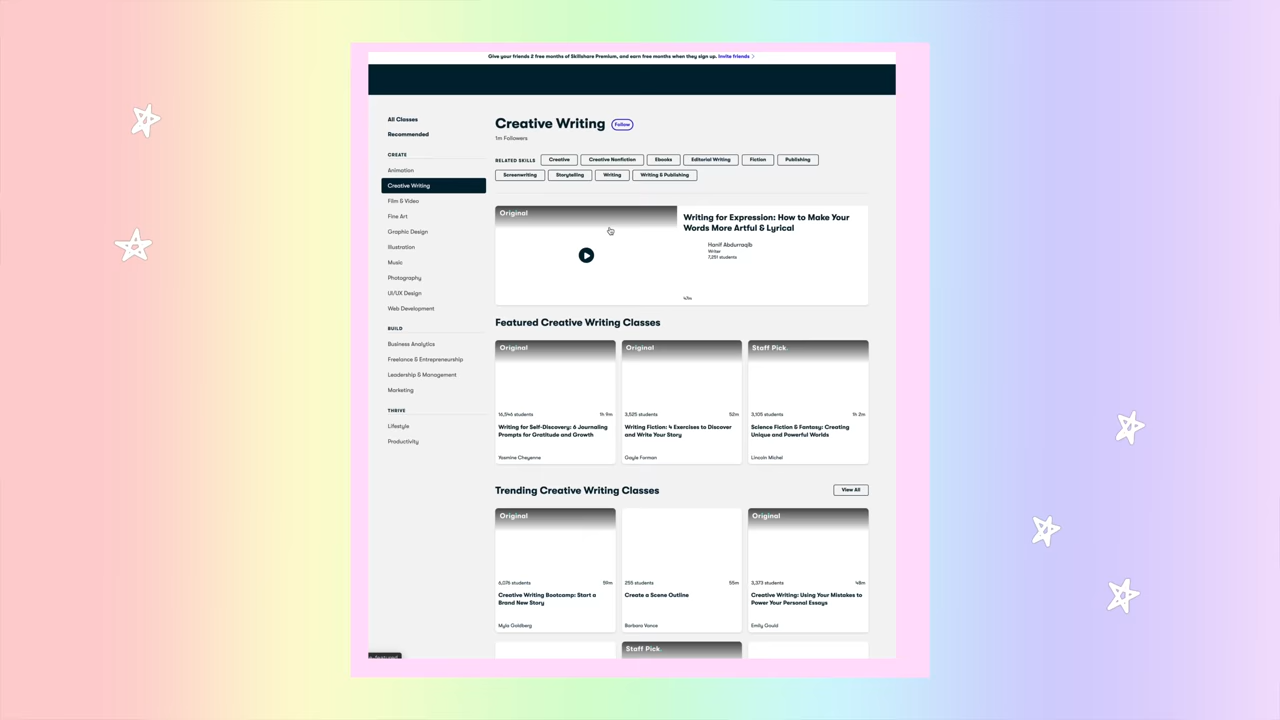 Give your friends 2 free months of Skillshare Premium, and earn free months when they sign up. Invite friends >
All Classes
Recommended
CREATE
Animation
Creative Writing
Film & Video
Fine Art
Graphic Design
Illustration
Music
Photography
UI/UX Design
Web Development
BUILD
Business Analytics
Freelance & Entrepreneurship
Leadership & Management
Marketing
THRIVE
Lifestyle
Productivity
Creative Writing Follow
1m Followers
RELATED SKILLS Creative Creative Nonfiction Ebooks Editorial Writing Fiction Publishing
Screenwriting Storytelling Writing Writing & Publishing
Original
Writing for Expression: How to Make Your
Words More Artful & Lyrical
Hanif Abdurraqib
Writer
7,251 students
47m
Featured Creative Writing Classes
Original
16,546 students 1h 9m
Writing for Self-Discovery: 6 Journaling
Prompts for Gratitude and Growth
Yasmine Cheyenne
Original
3,525 students 52m
Writing Fiction: 4 Exercises to Discover
and Write Your Story
Gayle Forman
Staff Pick
3,105 students 1h 2m
Science Fiction & Fantasy: Creating
Unique and Powerful Worlds
Lincoln Michel
Trending Creative Writing Classes View All
Original
6,076 students 59m
Creative Writing Bootcamp: Start a
Brand New Story
Myla Goldberg
255 students 55m
Create a Scene Outline
Barbara Vance
Original
3,373 students 48m
Creative Writing: Using Your Mistakes to
Power Your Personal Essays
Emily Gould
Staff Pick